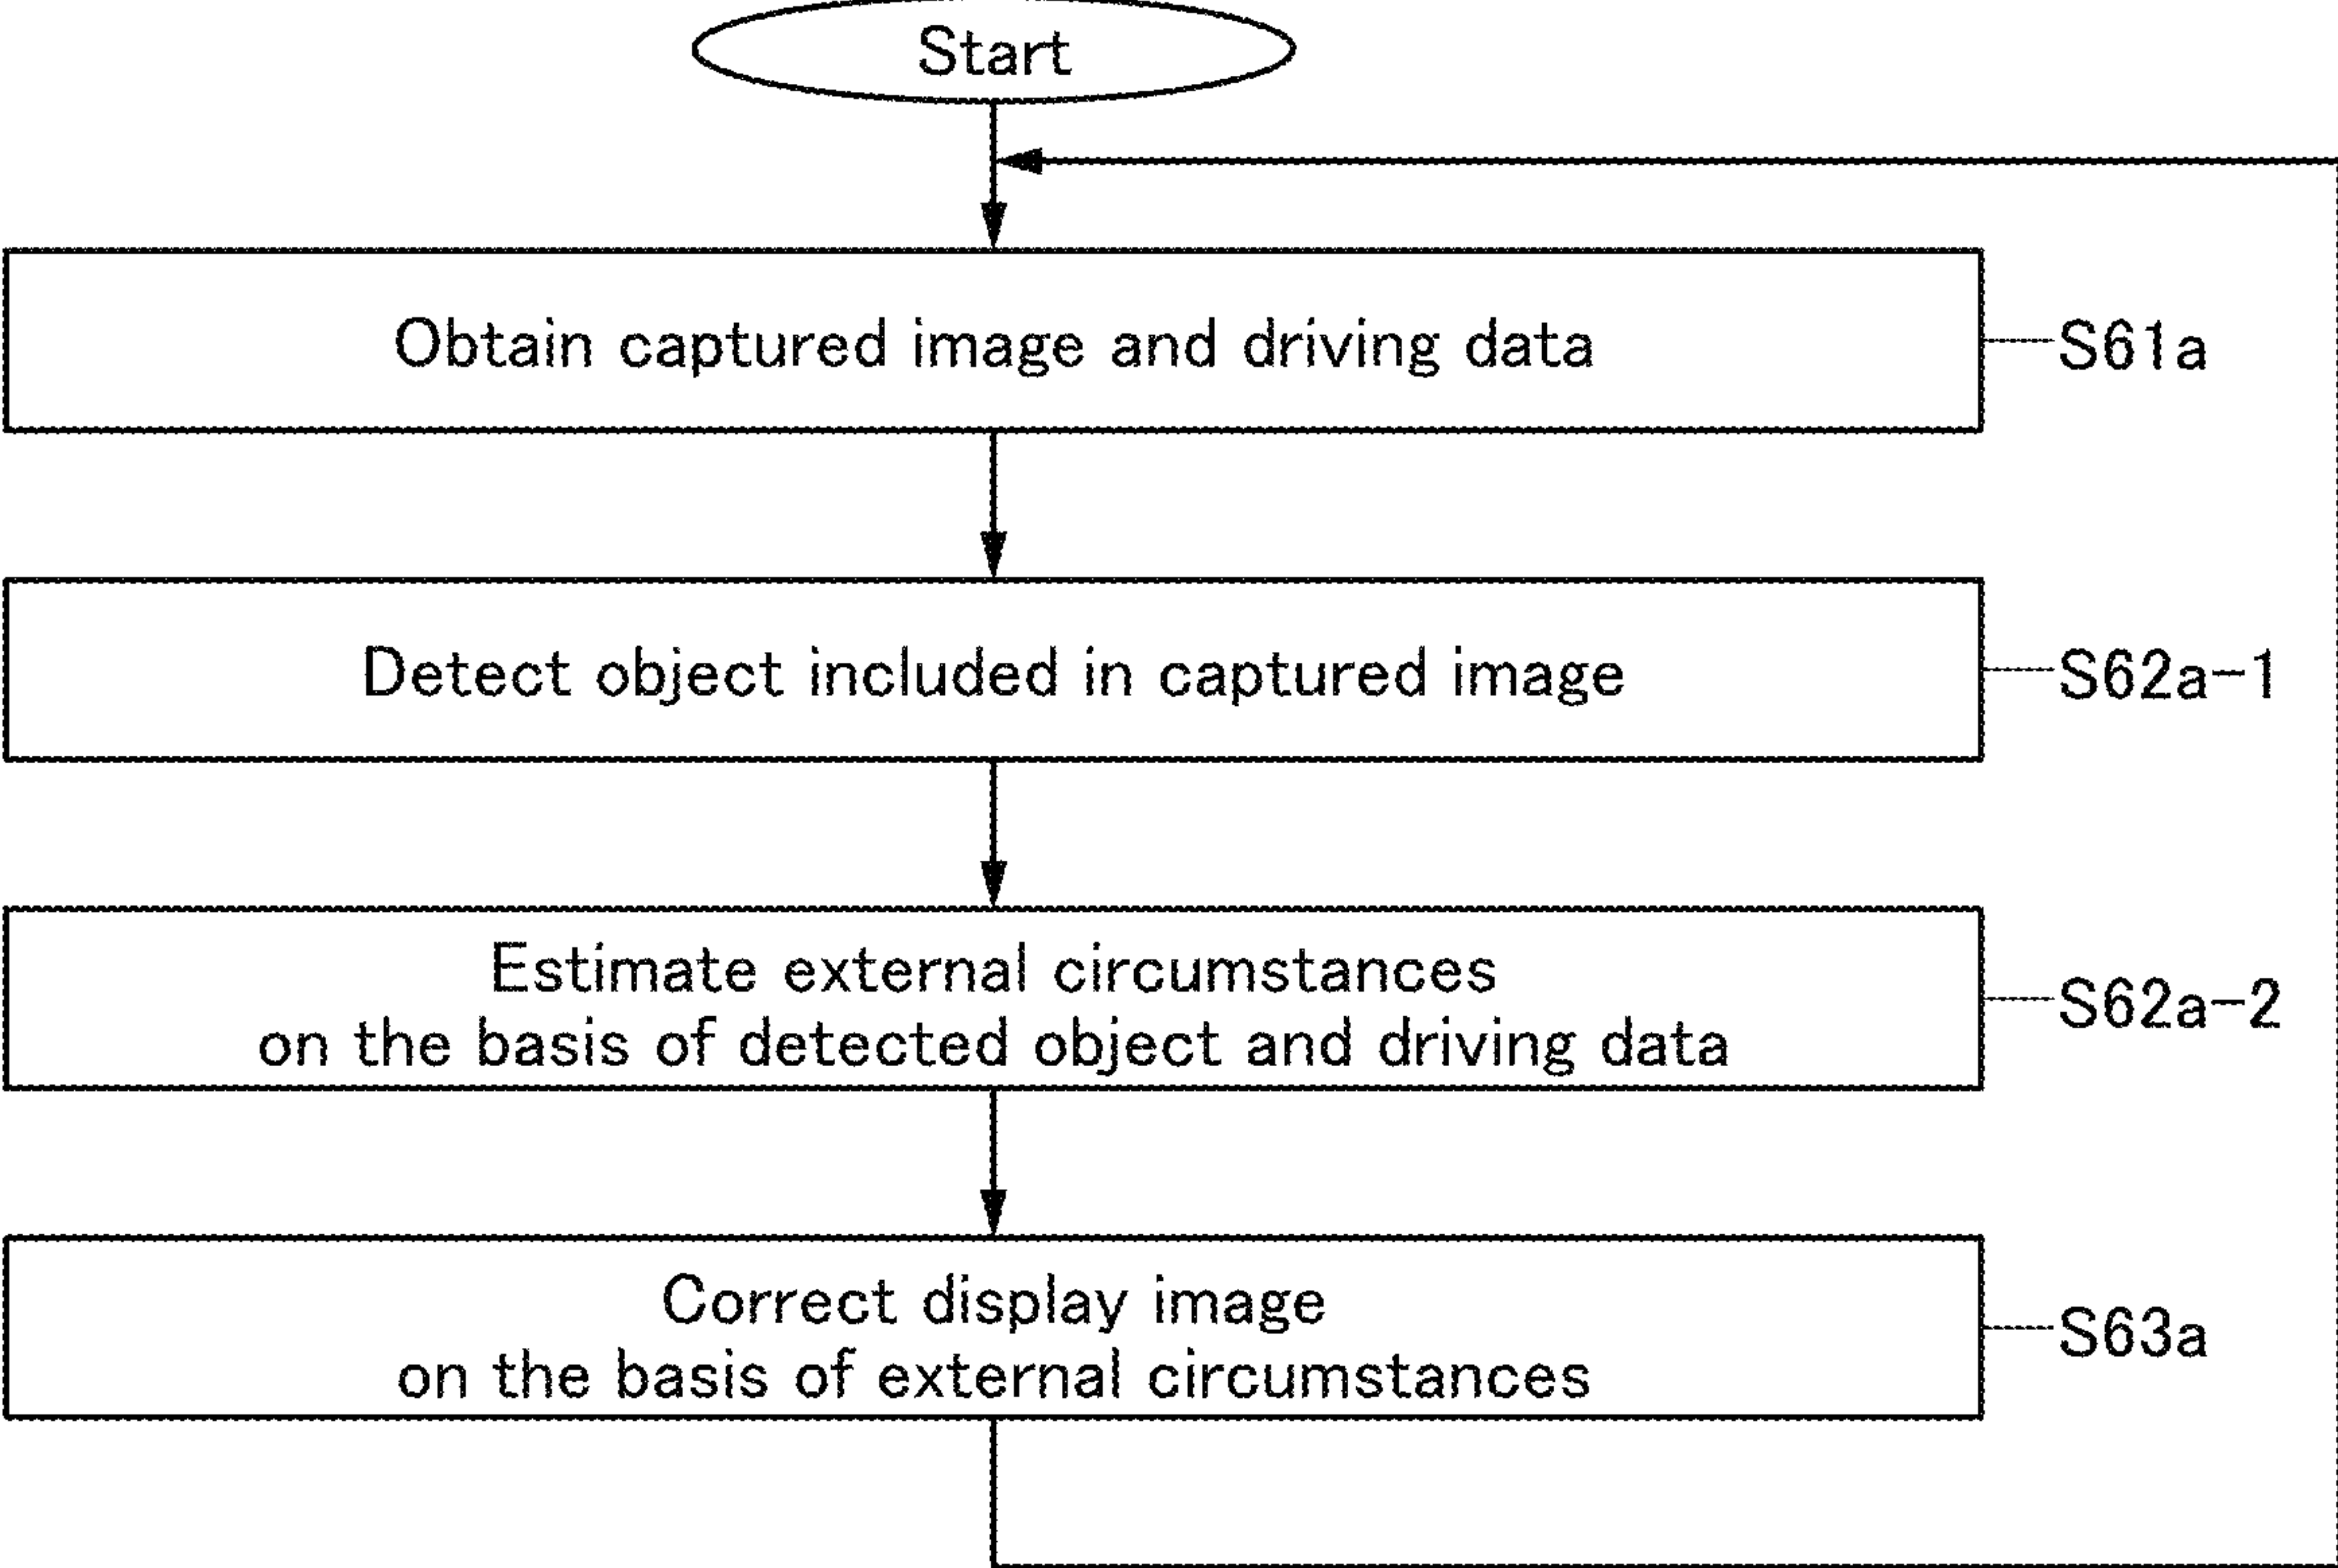 Start
Obtain captured image and driving data
S61a
Detect object included in captured image
S62a-1
Estimate external circumstances
on the basis of detected object and driving data
S62a-2
Correct display image
on the basis of external circumstances
S63a